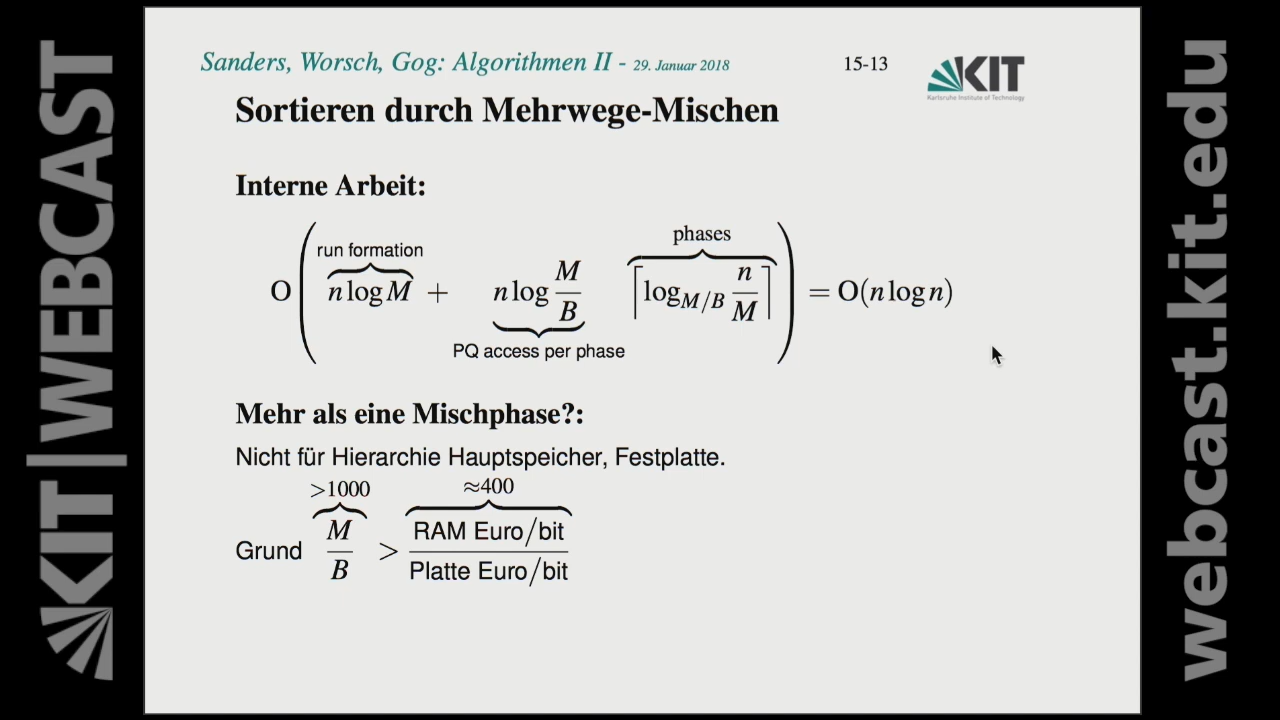 KIT | WEBCAST
Sanders, Worsch, Gog: Algorithmen II - 29. Januar 2018
15-13
KIT
Karlsruhe Institute of Technology
Sortieren durch Mehrwege-Mischen
Interne Arbeit:
phases
run formation
O ( n log M + n log M/B ⌈log_{M/B} n/M⌉ ) = O(n log n)
PQ access per phase
Mehr als eine Mischphase?:
Nicht für Hierarchie Hauptspeicher, Festplatte.
>1000 ≈400
Grund M/B > RAM Euro/bit / Platte Euro/bit
webcast.kit.edu